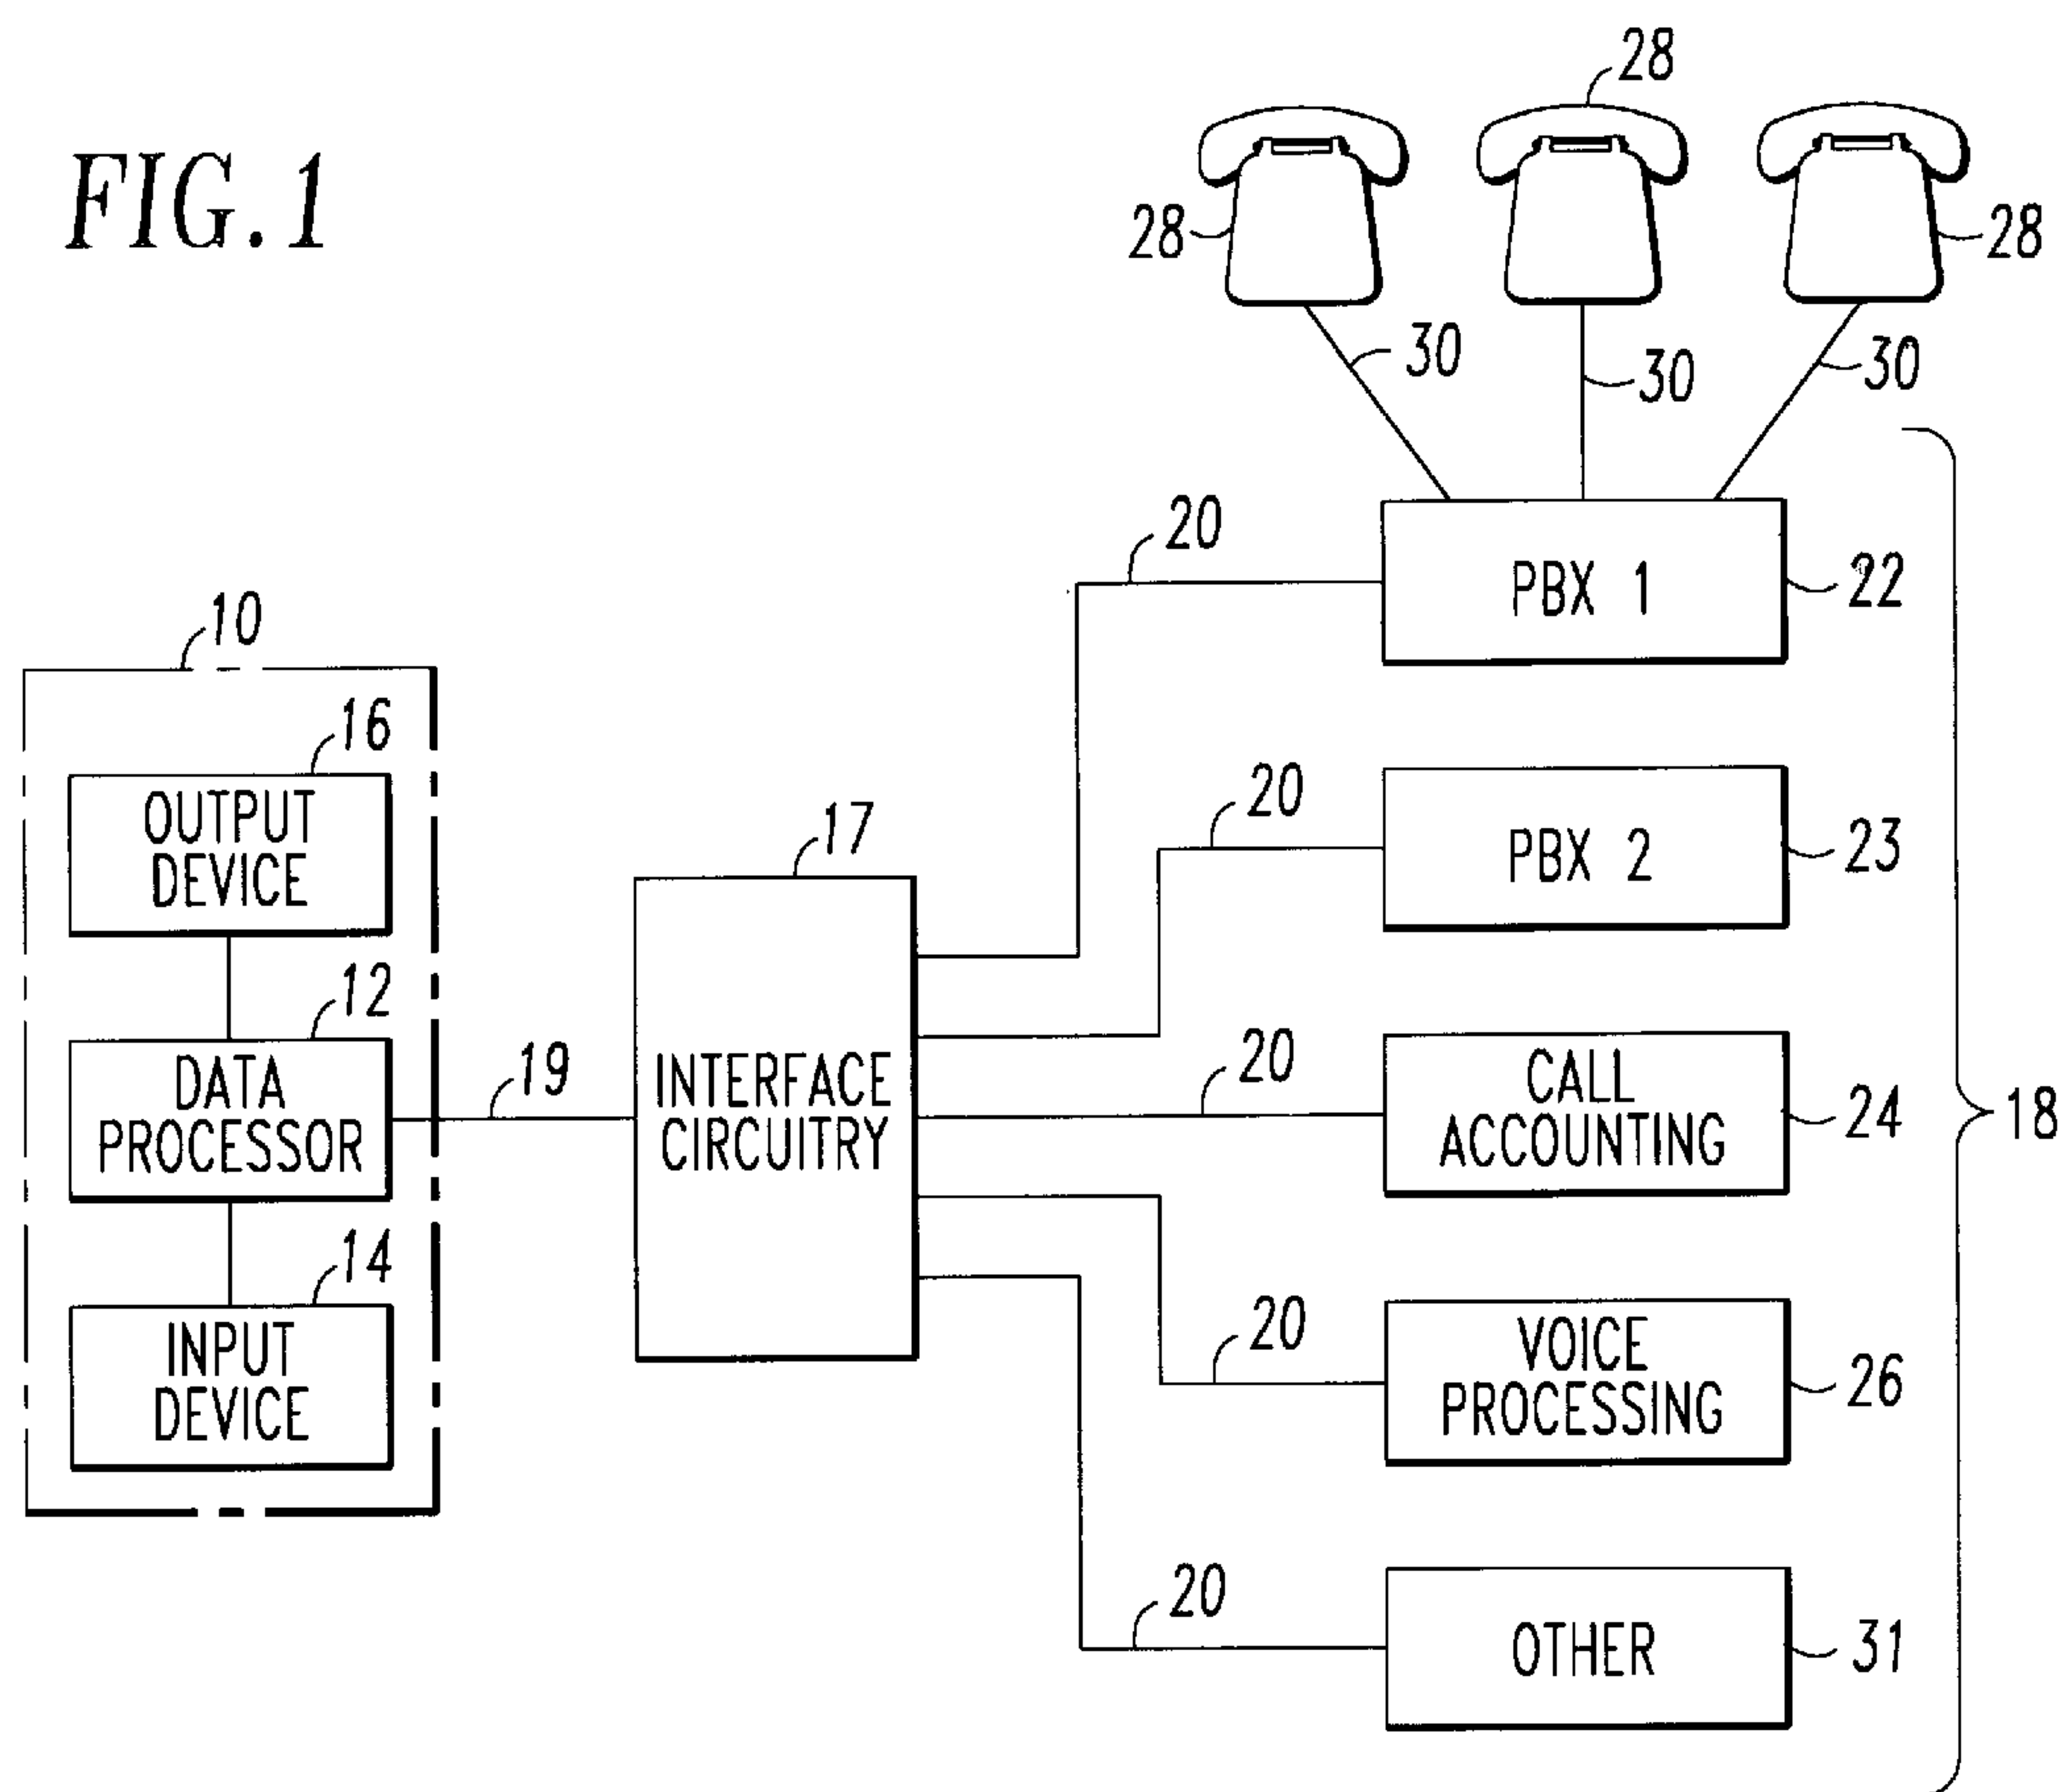 FIG. 1
28
28
28
30
30
30
20
PBX 1
22
10
16
OUTPUT
DEVICE
20
PBX 2
23
17
12
DATA
PROCESSOR
19
INTERFACE
CIRCUITRY
20
CALL
ACCOUNTING
24
18
14
INPUT
DEVICE
20
VOICE
PROCESSING
26
20
OTHER
31